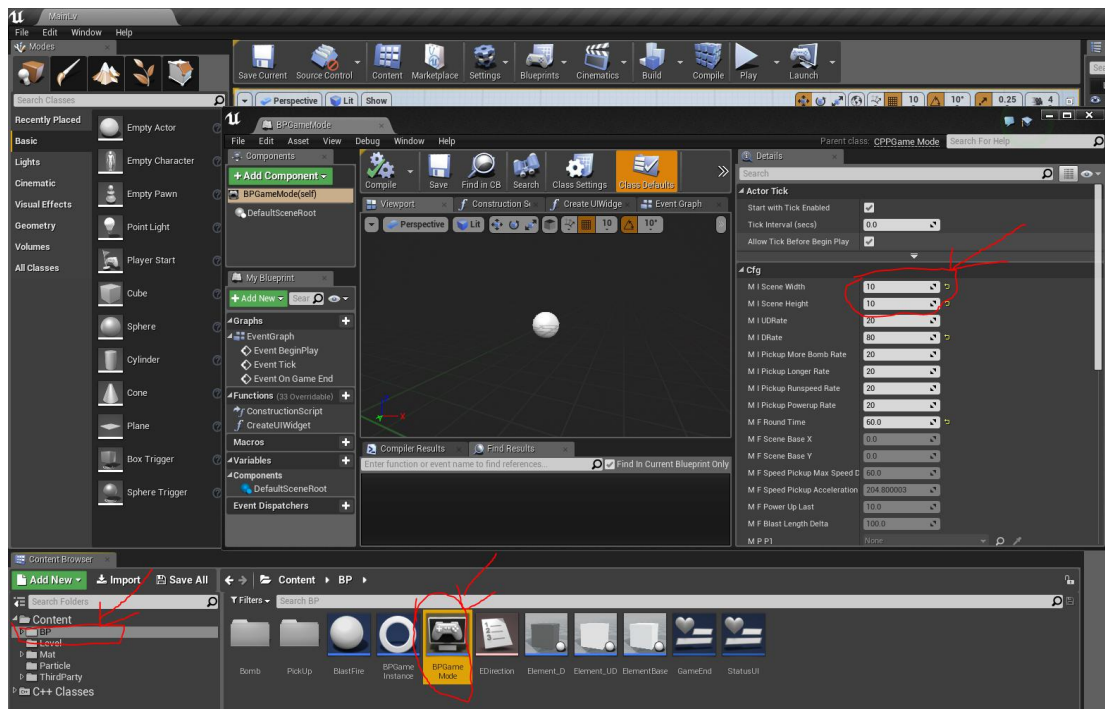 MainLv
File Edit Window Help
Modes
Search Classes
Recently Placed
Basic
Lights
Cinematic
Visual Effects
Geometry
Volumes
All Classes
Empty Actor
Empty Character
Empty Pawn
Point Light
Player Start
Cube
Sphere
Cylinder
Cone
Plane
Box Trigger
Sphere Trigger
Save Current Source Control Content Marketplace Settings Blueprints Cinematics Build Compile Play Launch
Perspective Lit Show 10 10° 0.25 4
BPGameMode
File Edit Asset View Debug Window Help
Parent class: CPPGame Mode Search For Help
Components
+Add Component
BPGameMode(self)
DefaultSceneRoot
My Blueprint
+Add New Sear
Graphs
EventGraph
Event BeginPlay
Event Tick
Event On Game End
Functions (33 Overridable)
ConstructionScript
CreateUIWidget
Macros
Variables
Components
DefaultSceneRoot
Event Dispatchers
Compile Save Find in CB Search Class Settings Class Defaults
Viewport Construction Sc Create UIWidge Event Graph
Perspective Lit 10 10°
X
Compiler Results Find Results
Enter function or event name to find references... Find In Current Blueprint Only
Details
Search
Actor Tick
Start with Tick Enabled
Tick Interval (secs) 0.0
Allow Tick Before Begin Play
Cfg
M I Scene Width 10
M I Scene Height 10
M I UDRate 20
M I DRate 80
M I Pickup More Bomb Rate 20
M I Pickup Longer Rate 20
M I Pickup Runspeed Rate 20
M I Pickup Powerup Rate 20
M F Round Time 60.0
M F Scene Base X 0.0
M F Scene Base Y 0.0
M F Speed Pickup Max Speed D 60.0
M F Speed Pickup Acceleration 204.800003
M F Power Up Last 10.0
M F Blast Length Delta 100.0
M P P1 None
Content Browser
Add New Import Save All Content BP
Search Folders
Filters Search BP
Content
BP
Level
Mat
Particle
ThirdParty
C++ Classes
Bomb
PickUp
BlastFire
BPGame
Instance
BPGame
Mode
EDirection
Element_D
Element_UD
ElementBase
GameEnd
StatusUI